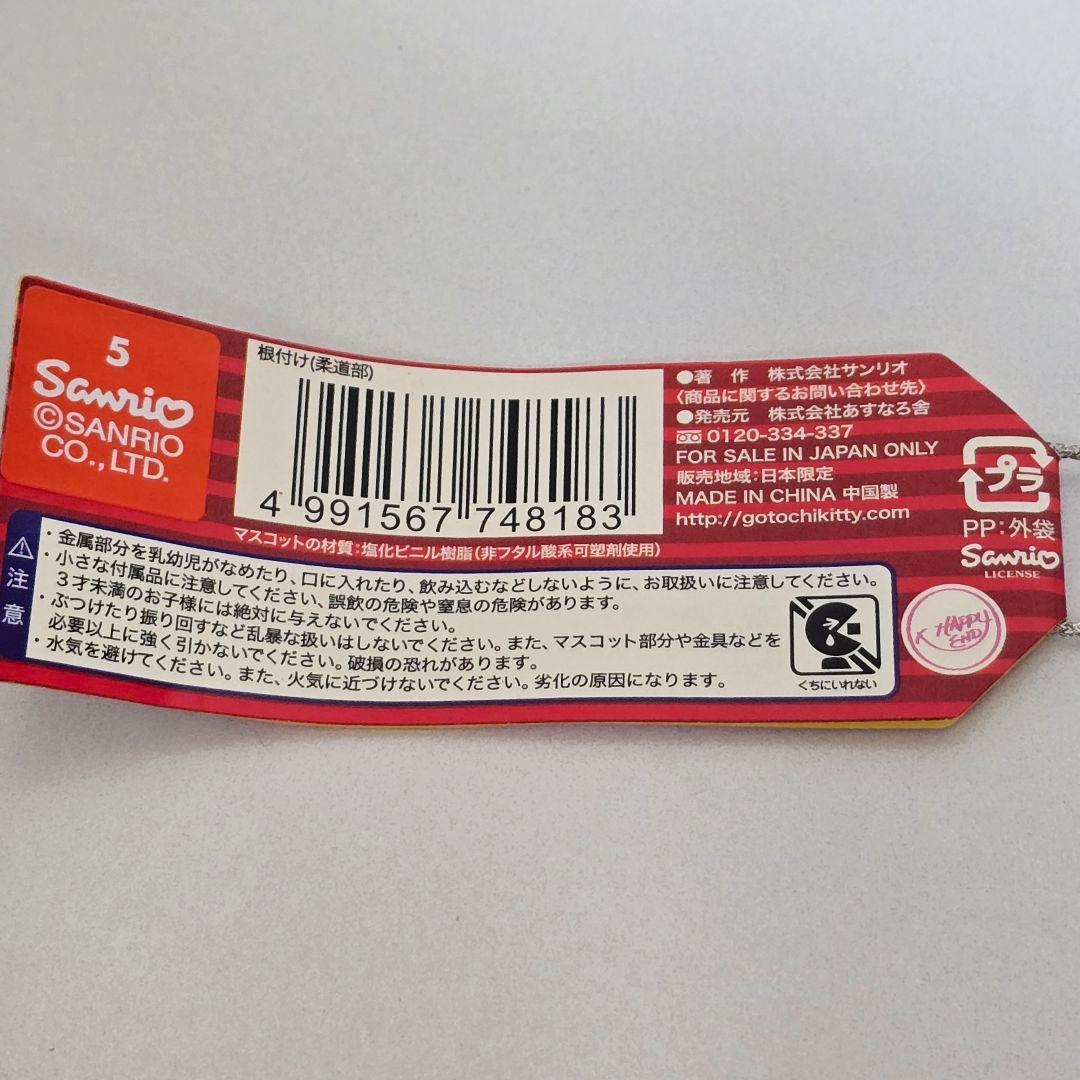 5
Sanrio
©SANRIO
CO., LTD.
根付け(柔道部)
4 991567 748183
マスコットの材質：塩化ビニル樹脂(非フタル酸系可塑剤使用)
●著　作　株式会社サンリオ
〈商品に関するお問い合わせ先〉
●発売元　株式会社あすなろ舎
0120-334-337
FOR SALE IN JAPAN ONLY
販売地域：日本限定
MADE IN CHINA 中国製
http://gotochikitty.com
プラ
PP：外袋
Sanrio
LICENSE
HAPPY
END
注意
・金属部分を乳幼児がなめたり、口に入れたり、飲み込むなどしないように、お取扱いに注意してください。
・小さな付属品に注意してください、誤飲の危険や窒息の危険があります。
３才未満のお子様には絶対に与えないでください。
・ぶつけたり振り回すなど乱暴な扱いはしないでください。また、マスコット部分や金具などを
必要以上に強く引かないでください。破損の恐れがあります。
・水気を避けてください。また、火気に近づけないでください。劣化の原因になります。
くちにいれない